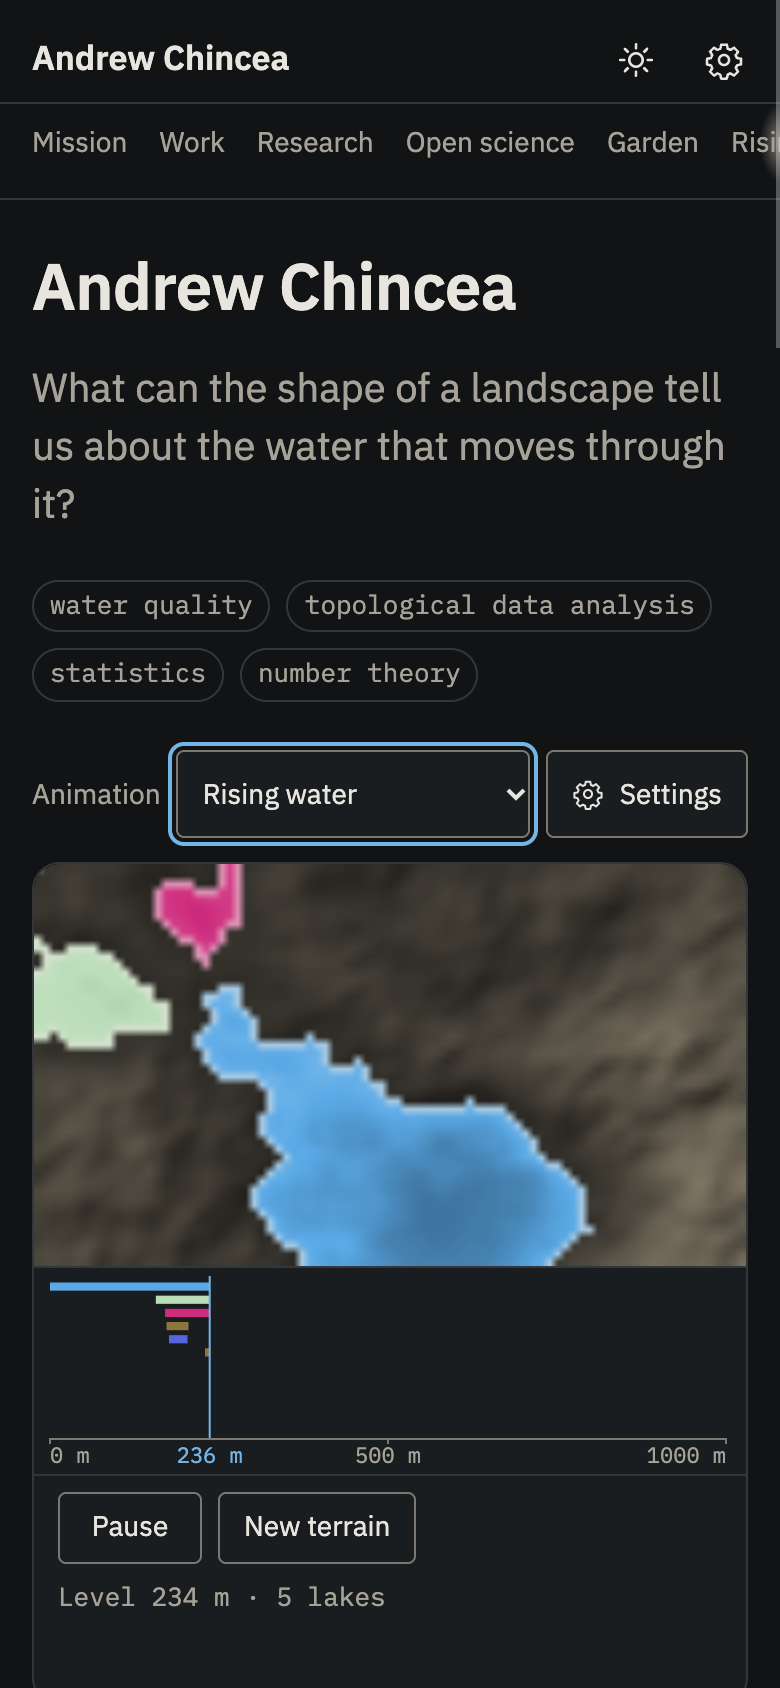 Andrew Chincea
Mission Work Research Open science Garden
Andrew Chincea
What can the shape of a landscape tell
us about the water that moves through
it?
water quality topological data analysis
statistics number theory
Animation Rising water Settings
0 m 236 m 500 m 1000 m
Pause New terrain
Level 234 m · 5 lakes